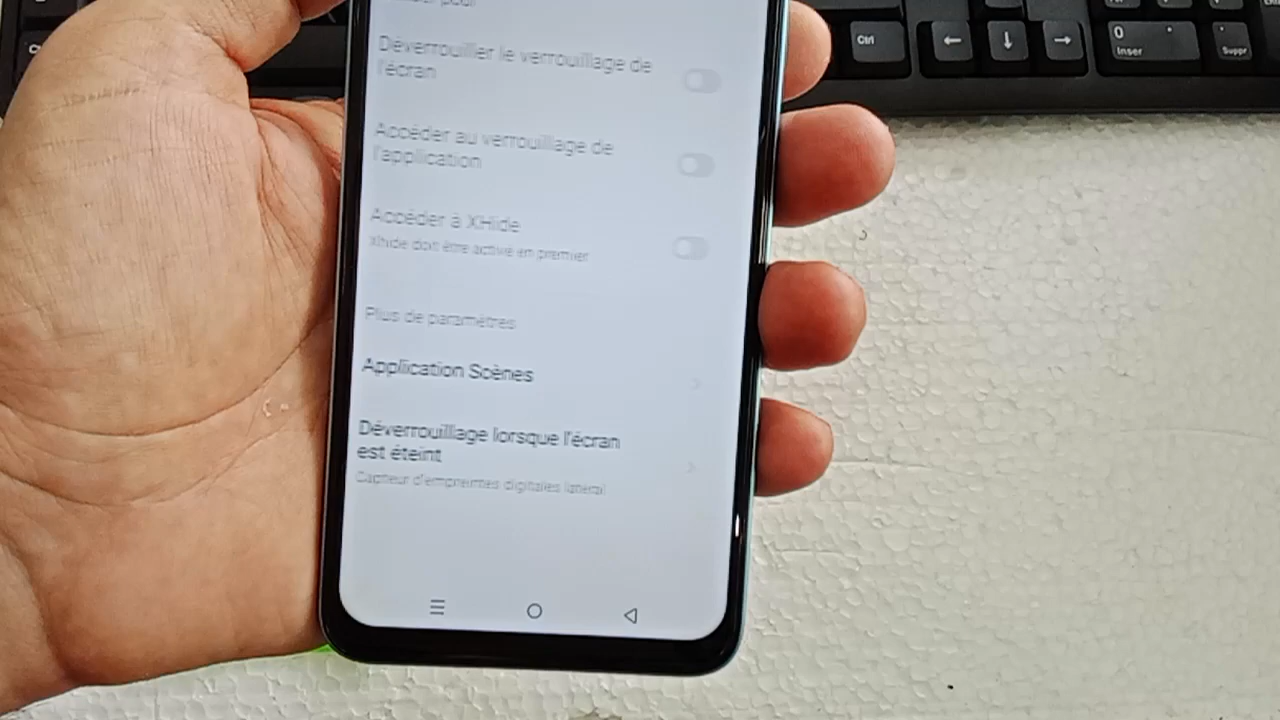 Déverrouiller le verrouillage de
l'écran
Accéder au verrouillage de
l'application
Accéder à XHide
Xhide doit être activé en premier
Plus de paramètres
Application Scènes
Déverrouillage lorsque l'écran
est éteint
Capteur d'empreintes digitales latéral
Ctrl
0
Inser
Suppr